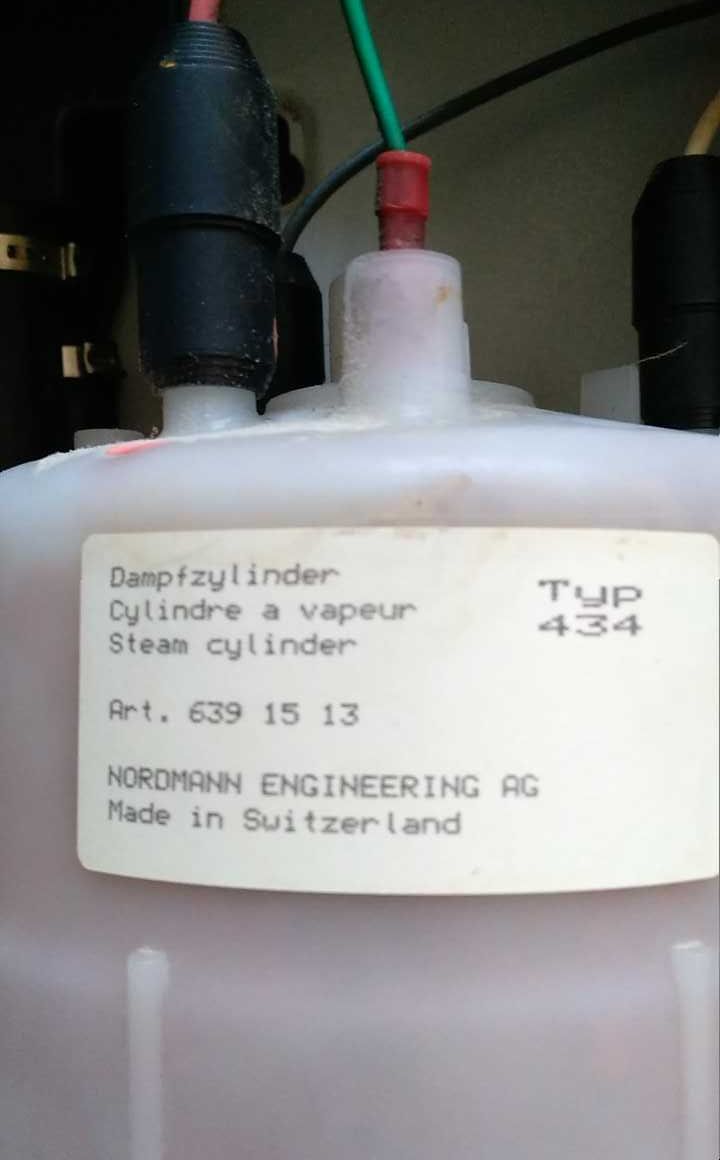 Dampfzylinder
Cylindre a vapeur
Steam cylinder
Typ
434
Art. 639 15 13
NORDMANN ENGINEERING AG
Made in Switzerland